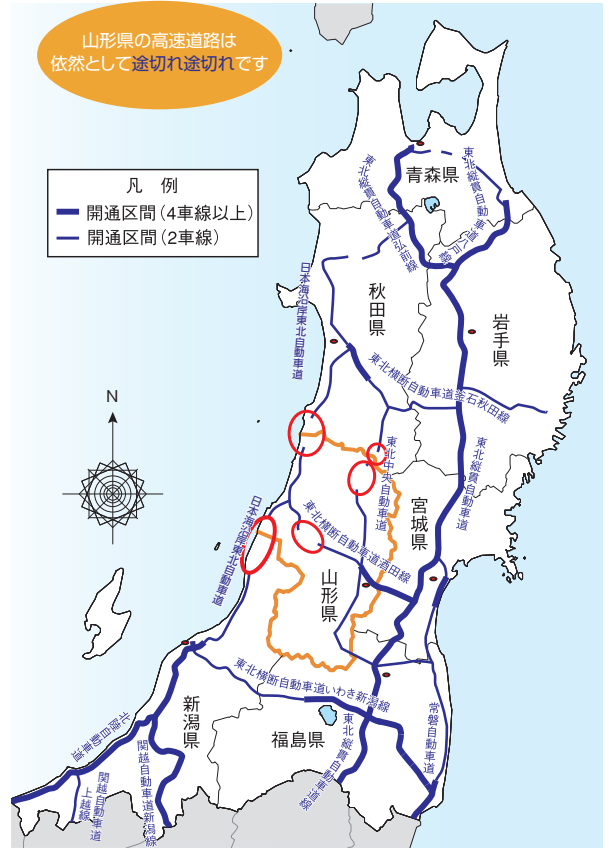 山形県の高速道路は
依然として途切れ途切れです
凡 例
開通区間(4車線以上)
開通区間(2車線)
青森県
東北縦貫自動車道弘前線
東北縦貫自動車道八戸線
日本海沿岸東北自動車道
秋田県
岩手県
東北横断自動車道釜石秋田線
N
東北中央自動車道
東北縦貫自動車道
宮城県
日本海沿岸東北自動車道
東北横断自動車道酒田線
山形県
東北横断自動車道いわき新潟線
新潟県
福島県
常磐自動車道
北陸自動車道
関越自動車道
上越線
関越自動車道新潟線
東北縦貫自動車道線